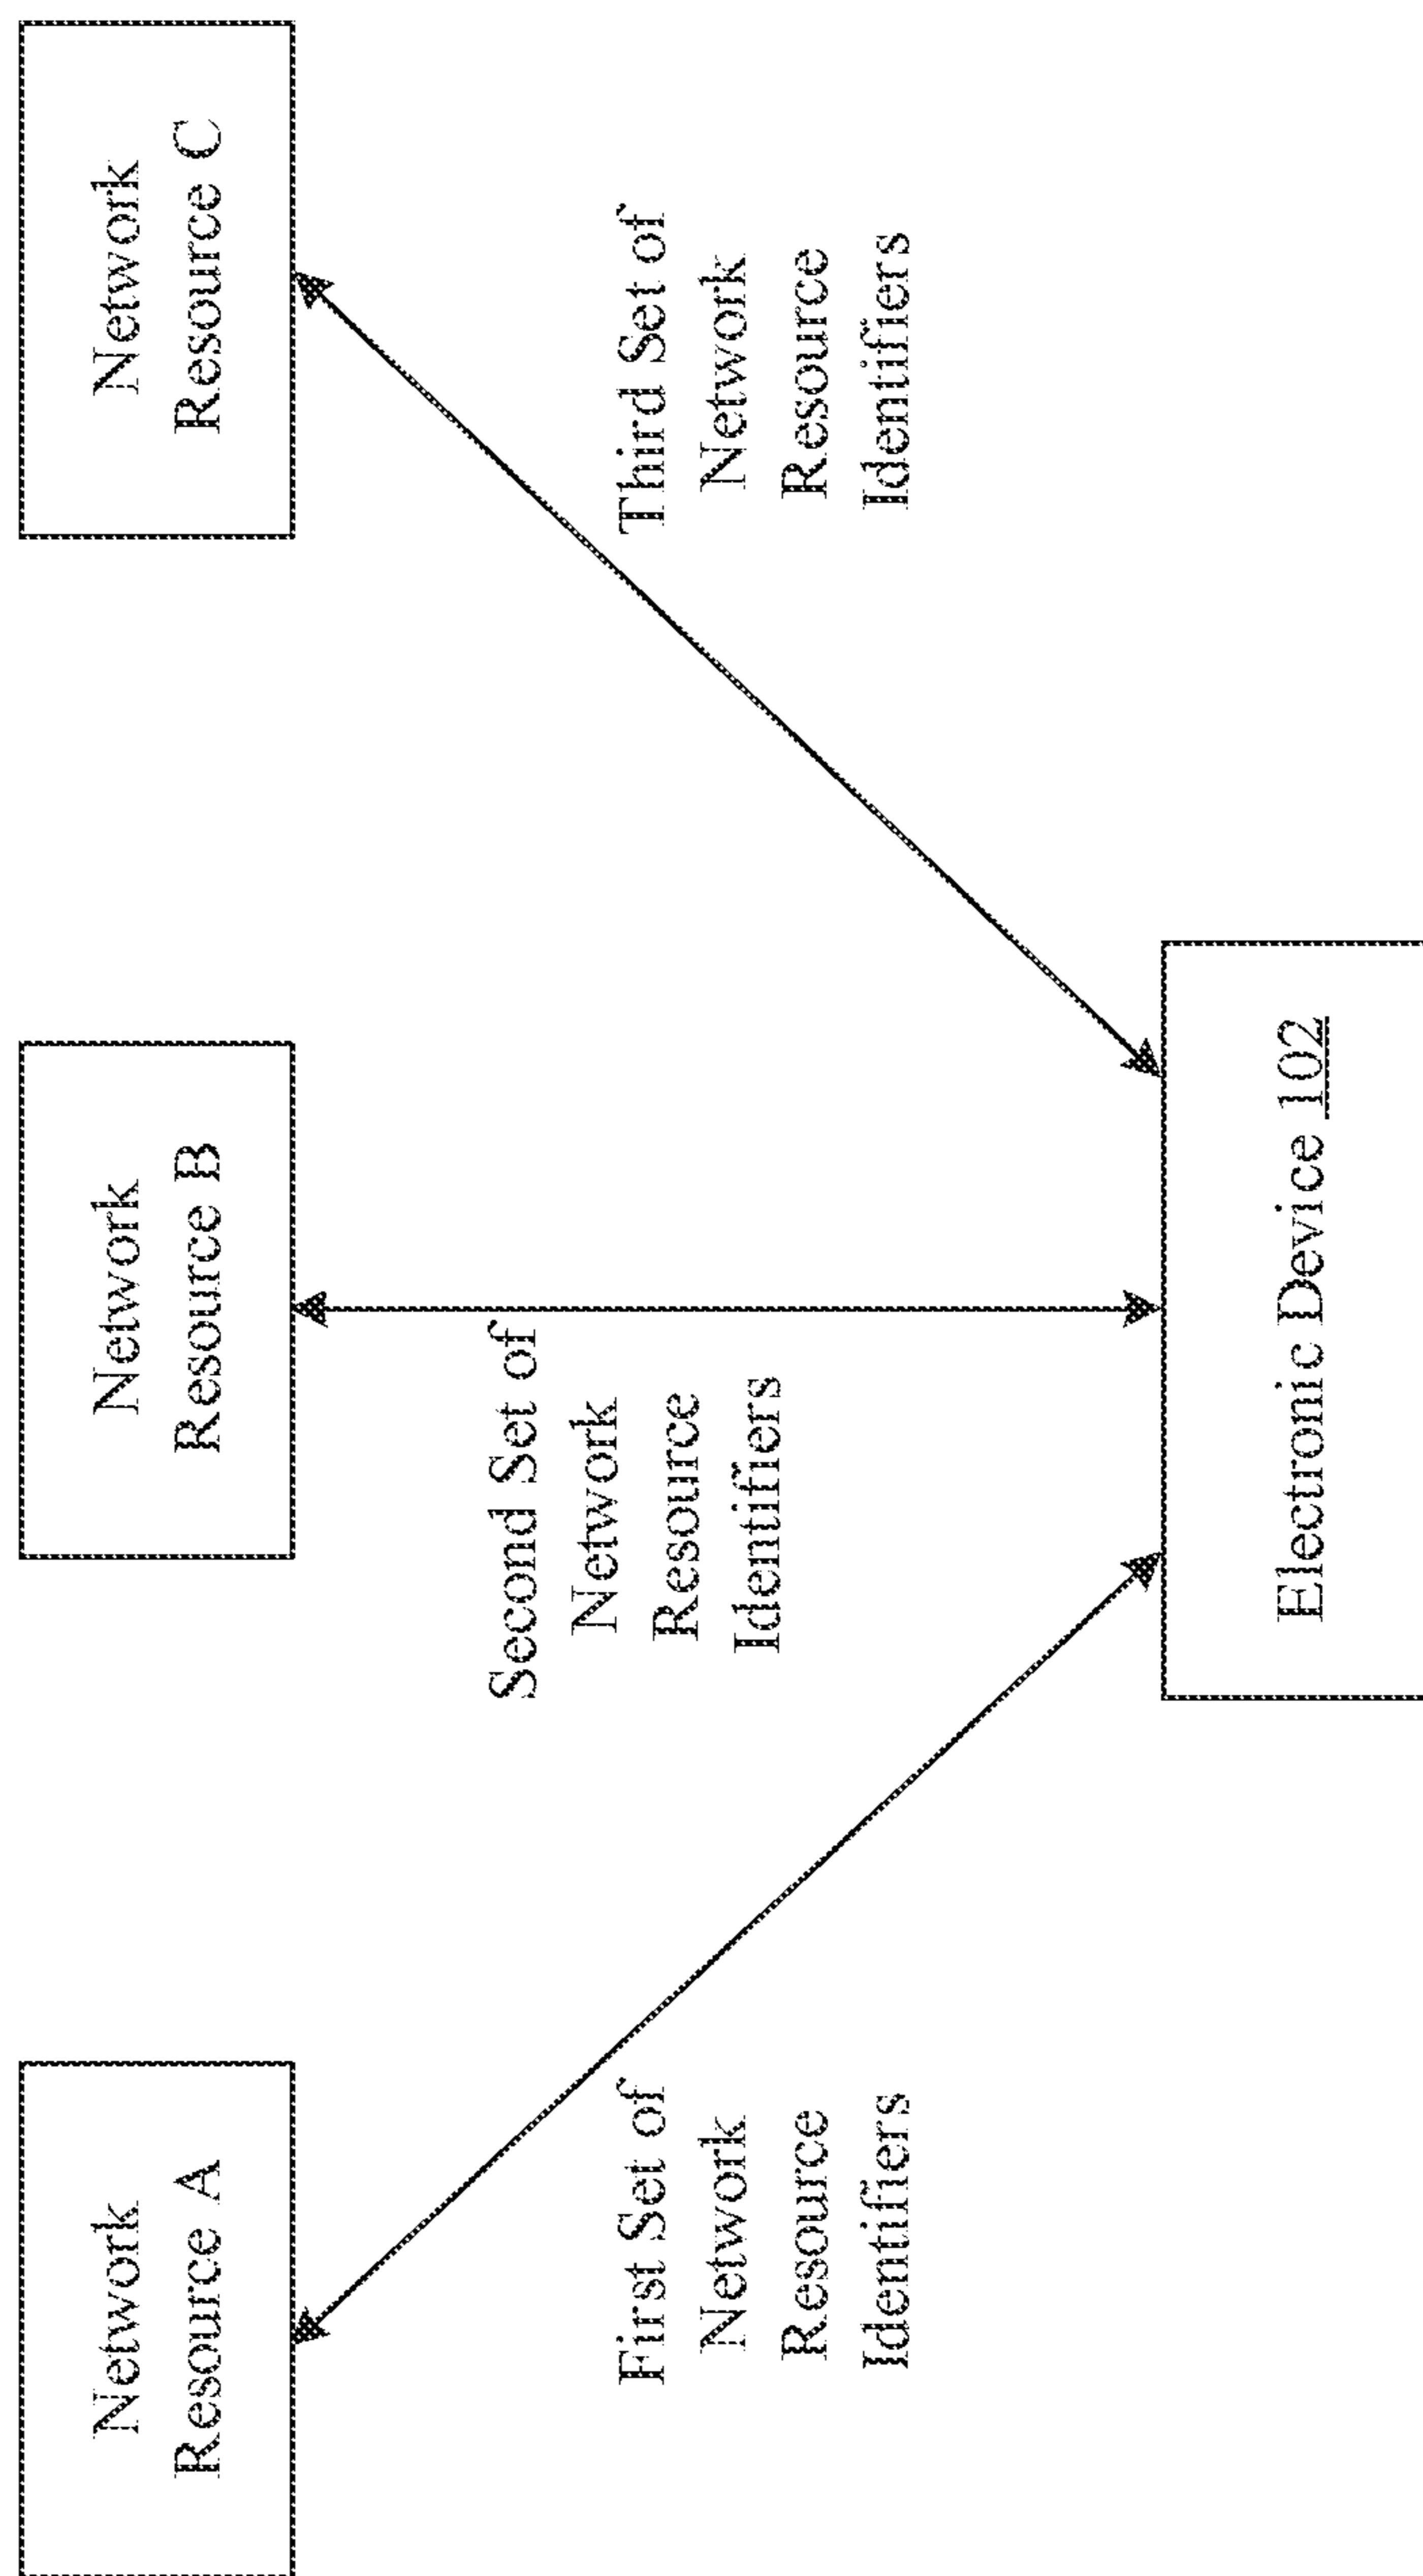 Network
Resource A
Network
Resource B
Network
Resource C
First Set of
Network
Resource
Identifiers
Second Set of
Network
Resource
Identifiers
Third Set of
Network
Resource
Identifiers
Electronic Device 102